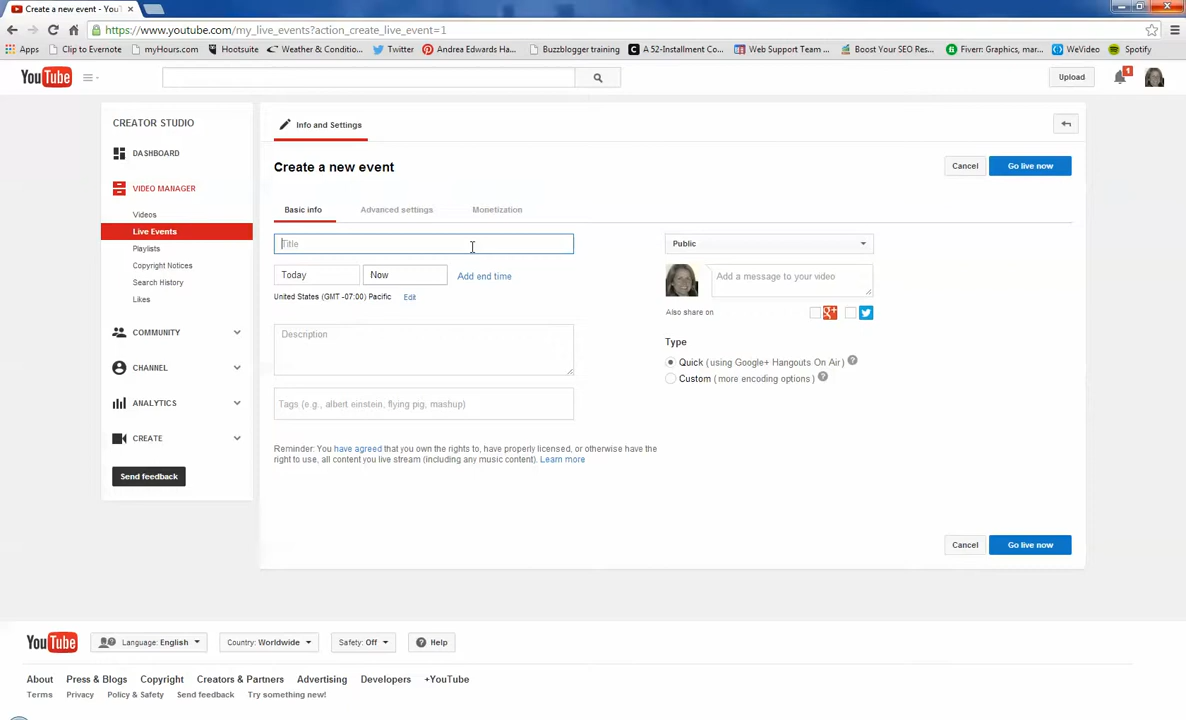 Create a new event - You
https://www.youtube.com/my_live_events?action_create_live_event=1
Apps Clip to Evernote myHours.com Hootsuite Weather & Conditio... Twitter Andrea Edwards Ha... Buzzblogger training A 52-Installment Co... Web Support Team ... Boost Your SEO Res... Fiverr: Graphics, mar... WeVideo Spotify
YouTube
Upload
1
CREATOR STUDIO
DASHBOARD
VIDEO MANAGER
Videos
Live Events
Playlists
Copyright Notices
Search History
Likes
COMMUNITY
CHANNEL
ANALYTICS
CREATE
Send feedback
Info and Settings
Create a new event
Cancel Go live now
Basic info Advanced settings Monetization
Title
Today Now Add end time
United States (GMT -07:00) Pacific Edit
Description
Tags (e.g., albert einstein, flying pig, mashup)
Reminder: You have agreed that you own the rights to, have properly licensed, or otherwise have the
right to use, all content you live stream (including any music content). Learn more
Public
Add a message to your video
Also share on
g+
Type
Quick (using Google+ Hangouts On Air) ?
Custom (more encoding options) ?
Cancel Go live now
YouTube Language: English Country: Worldwide Safety: Off Help
About Press & Blogs Copyright Creators & Partners Advertising Developers +YouTube
Terms Privacy Policy & Safety Send feedback Try something new!